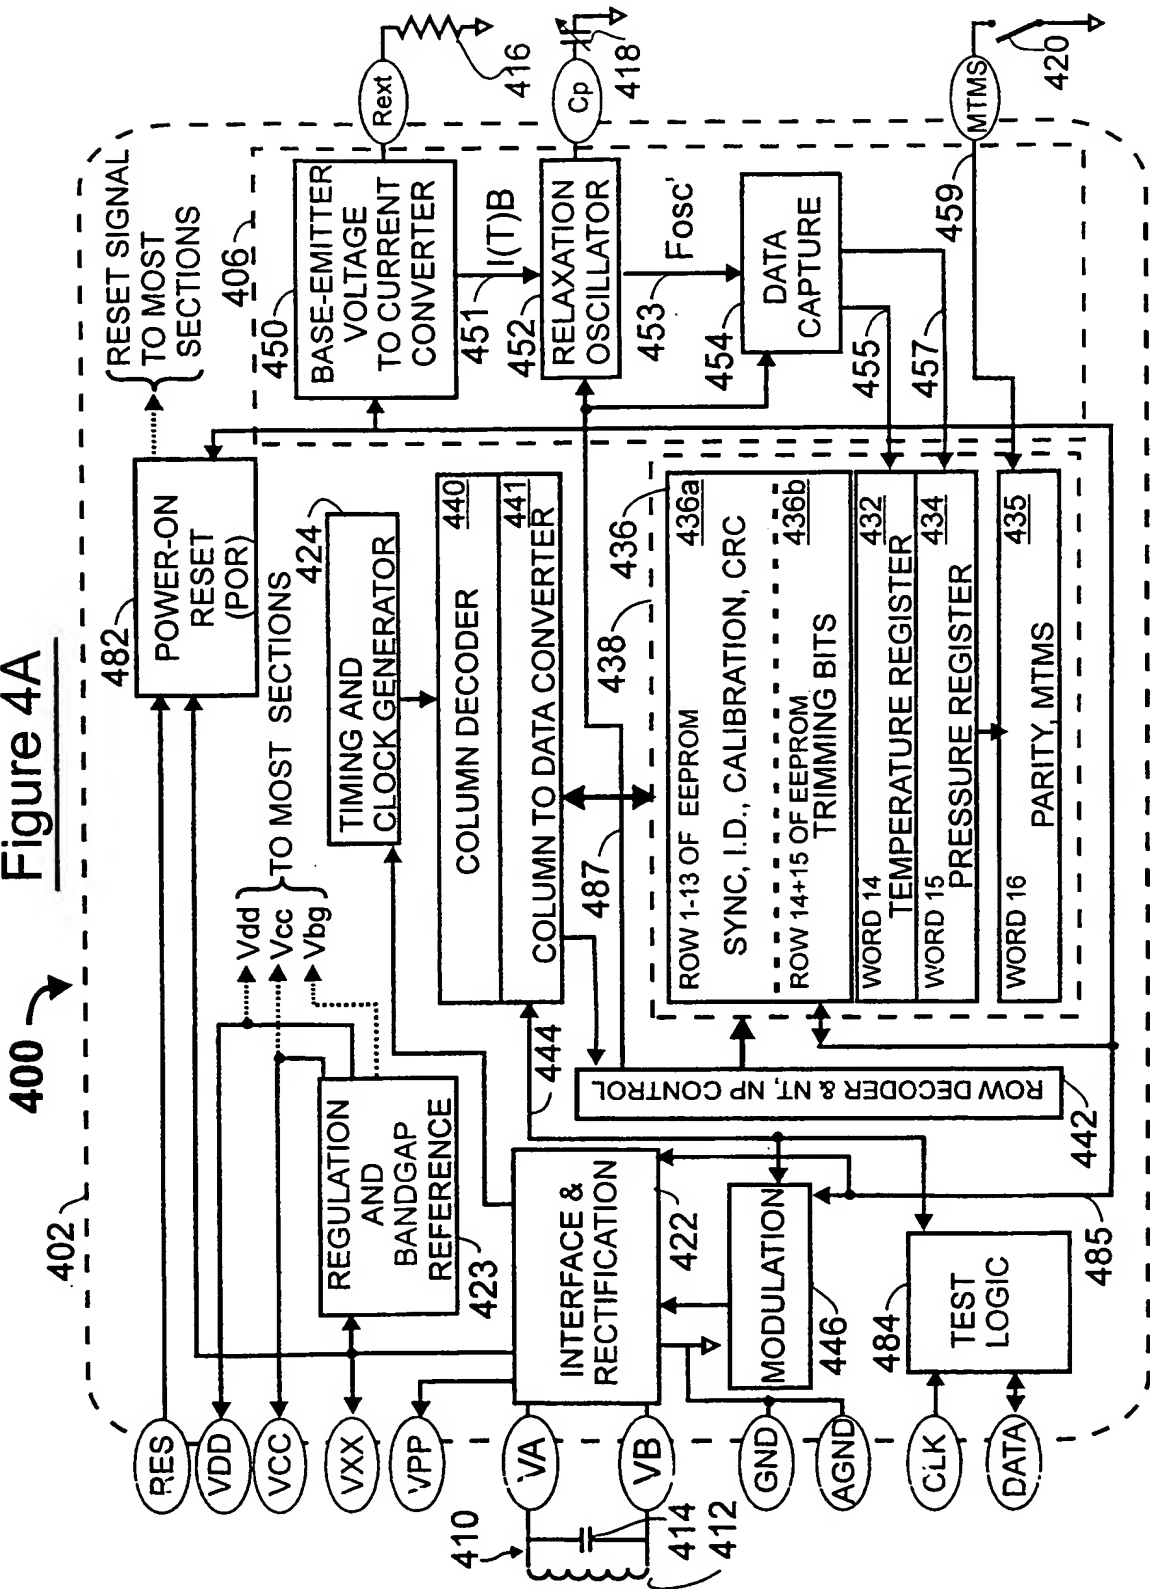 Figure 4A
400
402
RES
VDD
VCC
VXX
VPP
VA
VB
GND
AGND
CLK
DATA
410
414
412
482
POWER-ON
RESET
(POR)
RESET SIGNAL
TO MOST
SECTIONS
Vdd
Vcc
Vbg
TO MOST SECTIONS
REGULATION
AND
BANDGAP
REFERENCE
423
424
TIMING AND
CLOCK GENERATOR
406
450
BASE-EMITTER
VOLTAGE
TO CURRENT
CONVERTER
Rext
416
451
I(T)B
452
RELAXATION
OSCILLATOR
Cp
418
453
Fosc'
454
DATA
CAPTURE
455
457
459
MTMS
420
COLUMN DECODER
440
COLUMN TO DATA CONVERTER
441
444
487
INTERFACE &
RECTIFICATION
422
ROW DECODER & NT, NP CONTROL
442
438
436
ROW 1-13 OF EEPROM
436a
SYNC, I.D., CALIBRATION, CRC
ROW 14+15 OF EEPROM
436b
TRIMMING BITS
WORD 14
432
TEMPERATURE REGISTER
WORD 15
434
PRESSURE REGISTER
WORD 16
435
PARITY, MTMS
MODULATION
446
484
TEST
LOGIC
485